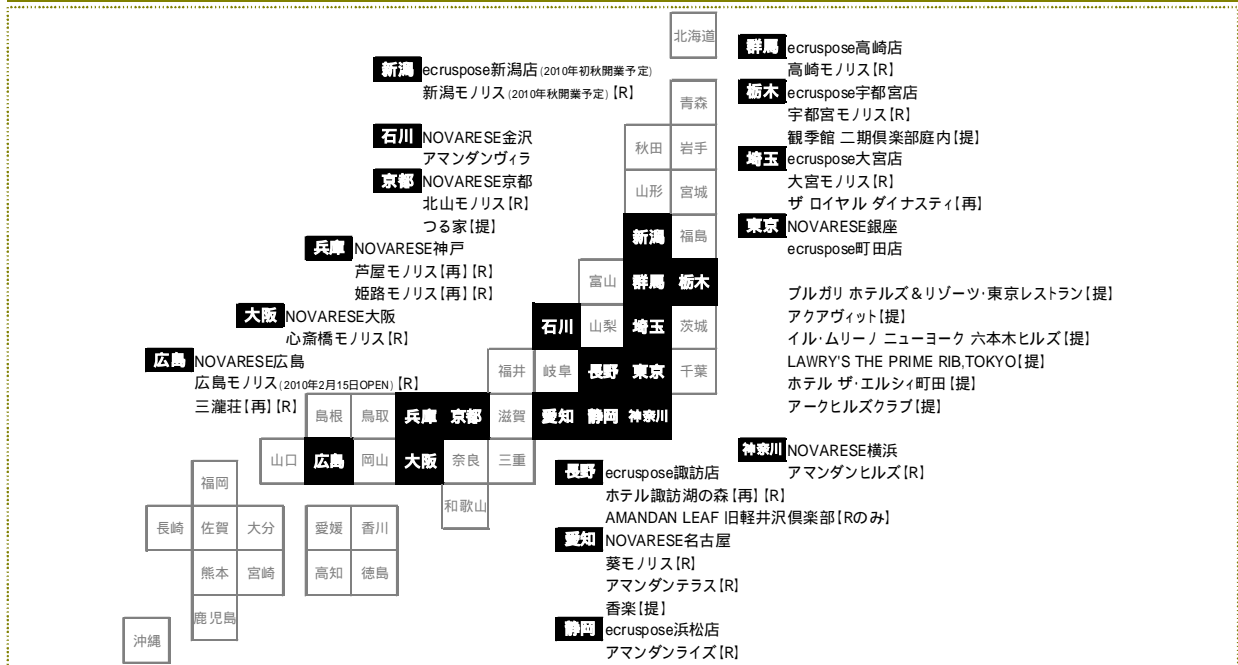 北海道
群馬 ecruspose高崎店
高崎モノリス【R】
新潟 ecruspose新潟店(2010年初秋開業予定)
新潟モノリス(2010年秋開業予定)【R】
栃木 ecruspose宇都宮店
宇都宮モノリス【R】
観季館 二期倶楽部庭内【提】
青森
石川 NOVARESE金沢
アマンダンヴィラ
秋田 岩手
埼玉 ecruspose大宮店
大宮モノリス【R】
ザ ロイヤル ダイナスティ【再】
京都 NOVARESE京都
北山モノリス【R】
つる家【提】
山形 宮城
東京 NOVARESE銀座
ecruspose町田店
ブルガリ ホテルズ&リゾーツ・東京レストラン【提】
アクアヴィット【提】
イル・ムリーノ ニューヨーク 六本木ヒルズ【提】
LAWRY'S THE PRIME RIB,TOKYO【提】
ホテル ザ・エルシィ町田【提】
アークヒルズクラブ【提】
兵庫 NOVARESE神戸
芦屋モノリス【再】【R】
姫路モノリス【再】【R】
新潟 福島
富山 群馬 栃木
大阪 NOVARESE大阪
心斎橋モノリス【R】
石川 山梨 埼玉 茨城
広島 NOVARESE広島
広島モノリス(2010年2月15日OPEN)【R】
三瀧荘【再】【R】
福井 岐阜 長野 東京 千葉
島根 鳥取 兵庫 京都 滋賀 愛知 静岡 神奈川
山口 広島 岡山 大阪 奈良 三重
和歌山
神奈川 NOVARESE横浜
アマンダンヒルズ【R】
長野 ecruspose諏訪店
ホテル諏訪湖の森【再】【R】
AMANDAN LEAF 旧軽井沢倶楽部【Rのみ】
愛知 NOVARESE名古屋
葵モノリス【R】
アマンダンテラス【R】
香楽【提】
静岡 ecruspose浜松店
アマンダンライズ【R】
福岡
長崎 佐賀 大分 愛媛 香川
熊本 宮崎 高知 徳島
鹿児島
沖縄